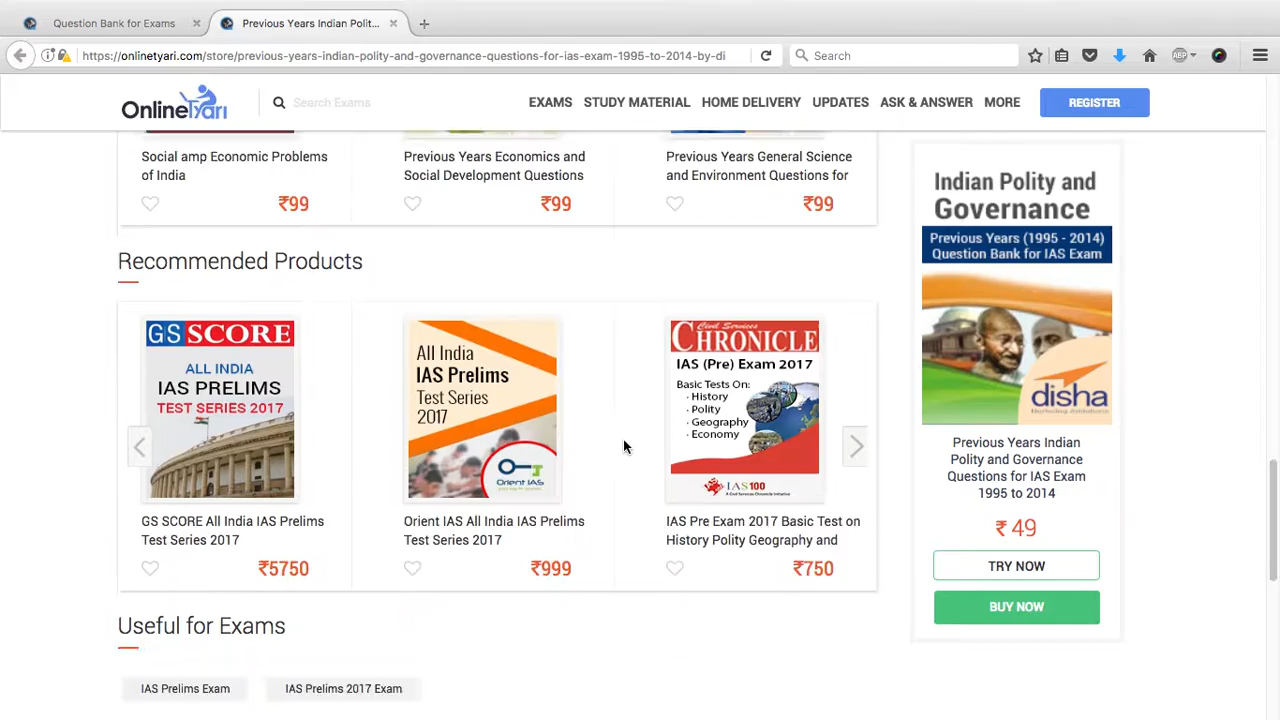 Question Bank for Exams
Previous Years Indian Polit...
https://onlinetyari.com/store/previous-years-indian-polity-and-governance-questions-for-ias-exam-1995-to-2014-by-di
Search
ABP
OnlineTyari
Search Exams
EXAMS
STUDY MATERIAL
HOME DELIVERY
UPDATES
ASK & ANSWER
MORE
REGISTER
Social amp Economic Problems
of India
₹99
Previous Years Economics and
Social Development Questions
₹99
Previous Years General Science
and Environment Questions for
₹99
Recommended Products
GS SCORE
ALL INDIA
IAS PRELIMS
TEST SERIES 2017
GS SCORE All India IAS Prelims
Test Series 2017
₹5750
All India
IAS Prelims
Test Series
2017
Orient IAS
Orient IAS All India IAS Prelims
Test Series 2017
₹999
Civil Services
CHRONICLE
IAS (Pre) Exam 2017
Basic Tests On:
· History
· Polity
· Geography
· Economy
IAS100
A Civil Services Chronicle Initiative
IAS Pre Exam 2017 Basic Test on
History Polity Geography and
₹750
Useful for Exams
IAS Prelims Exam
IAS Prelims 2017 Exam
Indian Polity and
Governance
Previous Years (1995 - 2014)
Question Bank for IAS Exam
disha
Previous Years Indian
Polity and Governance
Questions for IAS Exam
1995 to 2014
₹ 49
TRY NOW
BUY NOW